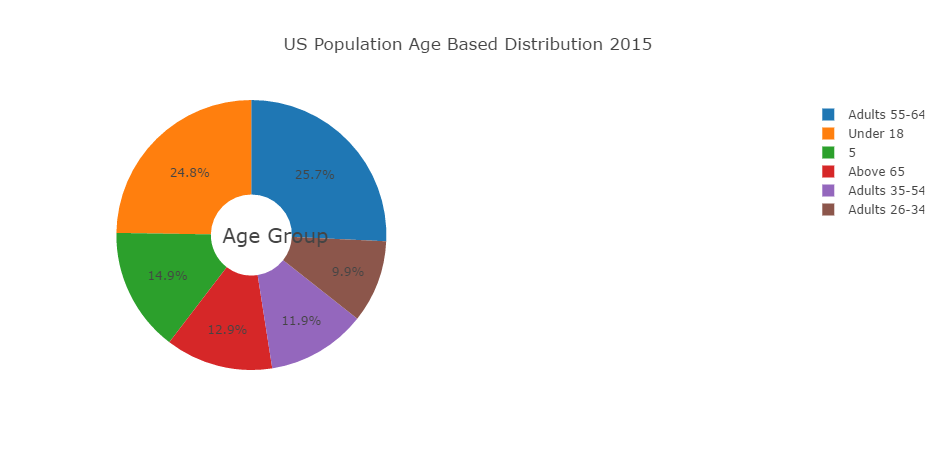 US Population Age Based Distribution 2015
Adults 55-64
Under 18
5
Above 65
Adults 35-54
Adults 26-34
24.8%
25.7%
Age Group
9.9%
14.9%
11.9%
12.9%